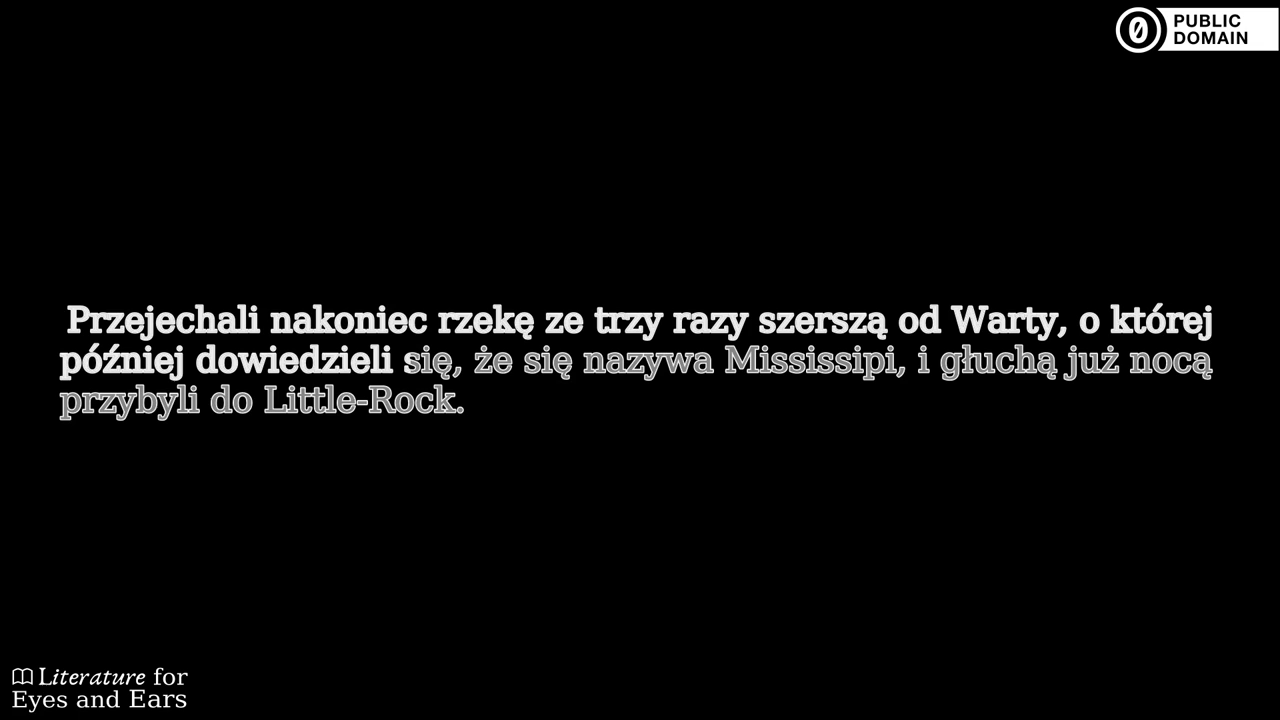 PUBLIC
DOMAIN
Przejechali nakoniec rzekę ze trzy razy szerszą od Warty, o której
później dowiedzieli się, że się nazywa Mississipi, i głuchą już nocą
przybyli do Little-Rock.
Literature for
Eyes and Ears